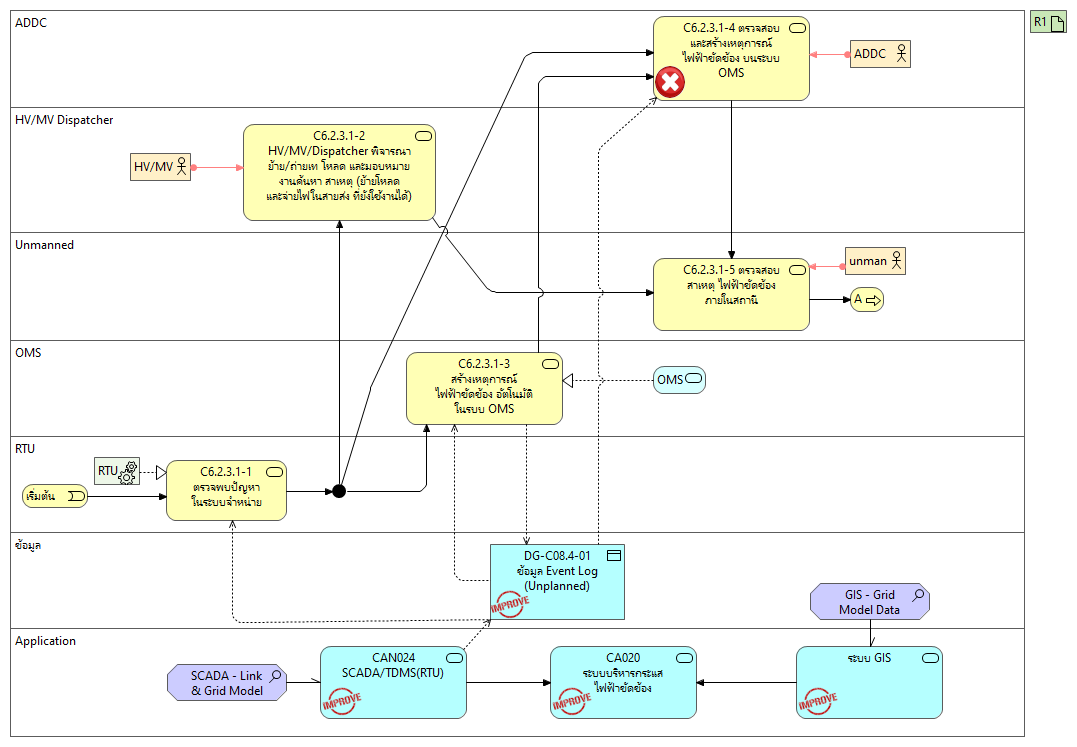 ADDC
C6.2.3.1-4 ตรวจสอบ
และสร้างเหตุการณ์
ไฟฟ้าขัดข้อง บนระบบ
OMS
ADDC
R1
HV/MV Dispatcher
HV/MV
C6.2.3.1-2
HV/MV/Dispatcher พิจารณา
ย้าย/ถ่ายเท โหลด และมอบหมาย
งานค้นหา สาเหตุ (ย้ายโหลด
และจ่ายไฟในสายส่ง ที่ยังใช้งานได้)
Unmanned
C6.2.3.1-5 ตรวจสอบ
สาเหตุ ไฟฟ้าขัดข้อง
ภายในสถานี
unman
A
OMS
C6.2.3.1-3
สร้างเหตุการณ์
ไฟฟ้าขัดข้อง อัตโนมัติ
ในรบบ OMS
OMS
RTU
RTU
เริ่มต้น
C6.2.3.1-1
ตรวจพบปัญหา
ในระบบจำหน่าย
ข้อมูล
DG-C08.4-01
ข้อมูล Event Log
(Unplanned)
IMPROVE
GIS - Grid
Model Data
Application
SCADA - Link
& Grid Model
CAN024
SCADA/TDMS(RTU)
IMPROVE
CA020
ระบบบริหารกระแส
ไฟฟ้าขัดข้อง
IMPROVE
ระบบ GIS
IMPROVE